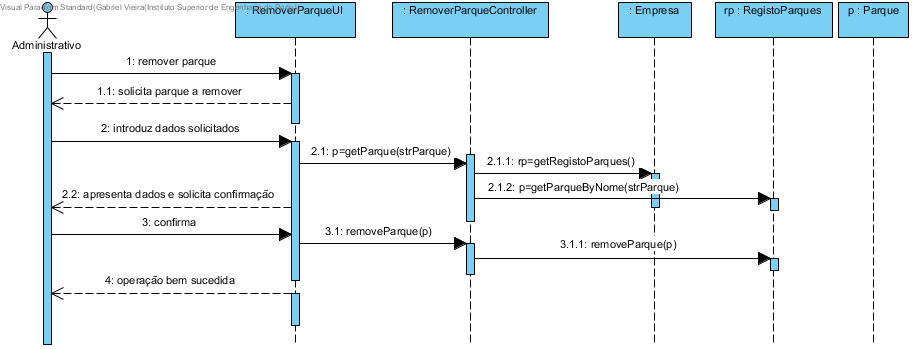 Visual Paradigm Standard(Gabriel Vieira(Instituto Superior de Engenharia do
: RemoverParqueUI
: RemoverParqueController
: Empresa
rp : RegistoParques
p : Parque
Administrativo
1: remover parque
1.1: solicita parque a remover
2: introduz dados solicitados
2.1: p=getParque(strParque)
2.1.1: rp=getRegistoParques()
2.1.2: p=getParqueByNome(strParque)
2.2: apresenta dados e solicita confirmação
3: confirma
3.1: removeParque(p)
3.1.1: removeParque(p)
4: operação bem sucedida